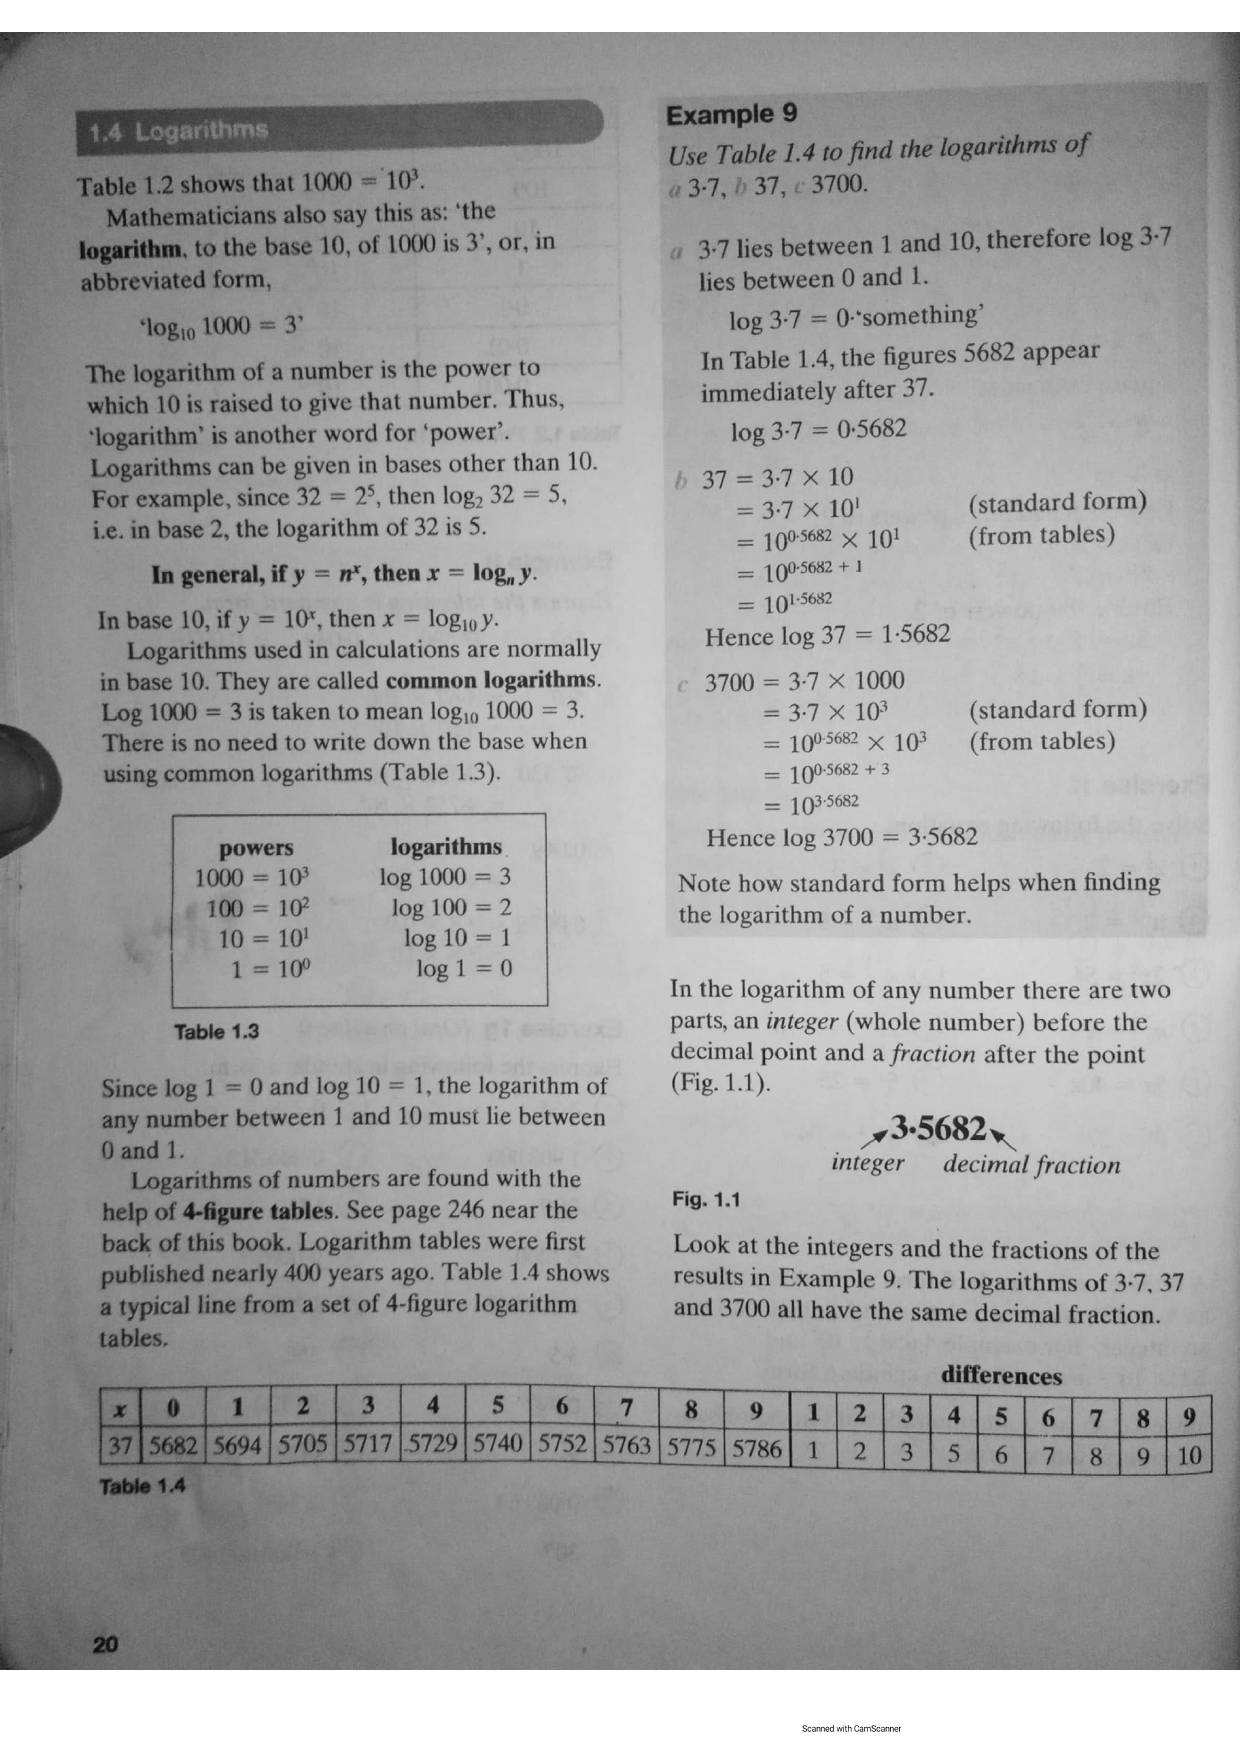 1.4 Logarithms
Table 1.2 shows that 1000 = 10³.
Mathematicians also say this as: ‘the
logarithm, to the base 10, of 1000 is 3’, or, in
abbreviated form,
‘log₁₀ 1000 = 3’
The logarithm of a number is the power to
which 10 is raised to give that number. Thus,
‘logarithm’ is another word for ‘power’.
Logarithms can be given in bases other than 10.
For example, since 32 = 2⁵, then log₂ 32 = 5,
i.e. in base 2, the logarithm of 32 is 5.
In general, if y = nˣ, then x = logₙ y.
In base 10, if y = 10ˣ, then x = log₁₀ y.
Logarithms used in calculations are normally
in base 10. They are called common logarithms.
Log 1000 = 3 is taken to mean log₁₀ 1000 = 3.
There is no need to write down the base when
using common logarithms (Table 1.3).
powers logarithms
1000 = 10³ log 1000 = 3
100 = 10² log 100 = 2
10 = 10¹ log 10 = 1
1 = 10⁰ log 1 = 0
Table 1.3
Since log 1 = 0 and log 10 = 1, the logarithm of
any number between 1 and 10 must lie between
0 and 1.
Logarithms of numbers are found with the
help of 4-figure tables. See page 246 near the
back of this book. Logarithm tables were first
published nearly 400 years ago. Table 1.4 shows
a typical line from a set of 4-figure logarithm
tables.
Example 9
Use Table 1.4 to find the logarithms of
a 3·7, b 37, c 3700.
a 3·7 lies between 1 and 10, therefore log 3·7
lies between 0 and 1.
log 3·7 = 0·‘something’
In Table 1.4, the figures 5682 appear
immediately after 37.
log 3·7 = 0·5682
b 37 = 3·7 × 10
= 3·7 × 10¹ (standard form)
= 10⁰·⁵⁶⁸² × 10¹ (from tables)
= 10⁰·⁵⁶⁸² ⁺ ¹
= 10¹·⁵⁶⁸²
Hence log 37 = 1·5682
c 3700 = 3·7 × 1000
= 3·7 × 10³ (standard form)
= 10⁰·⁵⁶⁸² × 10³ (from tables)
= 10⁰·⁵⁶⁸² ⁺ ³
= 10³·⁵⁶⁸²
Hence log 3700 = 3·5682
Note how standard form helps when finding
the logarithm of a number.
In the logarithm of any number there are two
parts, an integer (whole number) before the
decimal point and a fraction after the point
(Fig. 1.1).
3·5682
integer decimal fraction
Fig. 1.1
Look at the integers and the fractions of the
results in Example 9. The logarithms of 3·7, 37
and 3700 all have the same decimal fraction.
differences
x 0 1 2 3 4 5 6 7 8 9 1 2 3 4 5 6 7 8 9
37 5682 5694 5705 5717 5729 5740 5752 5763 5775 5786 1 2 3 5 6 7 8 9 10
Table 1.4
20
Scanned with CamScanner